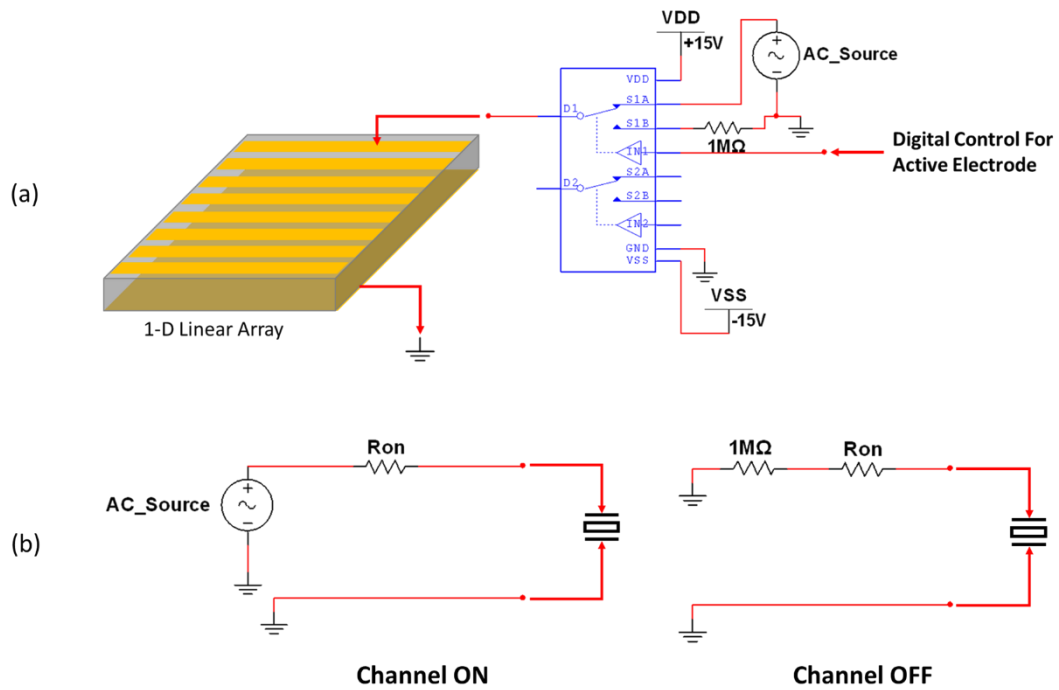 VDD
+15V
AC_Source
VDD
D1
S1A
S1B
1MΩ
IN1
Digital Control For
Active Electrode
(a)
D2
S2A
S2B
IN2
GND
VSS
VSS
-15V
1-D Linear Array
Ron
1MΩ
Ron
AC_Source
(b)
Channel ON
Channel OFF